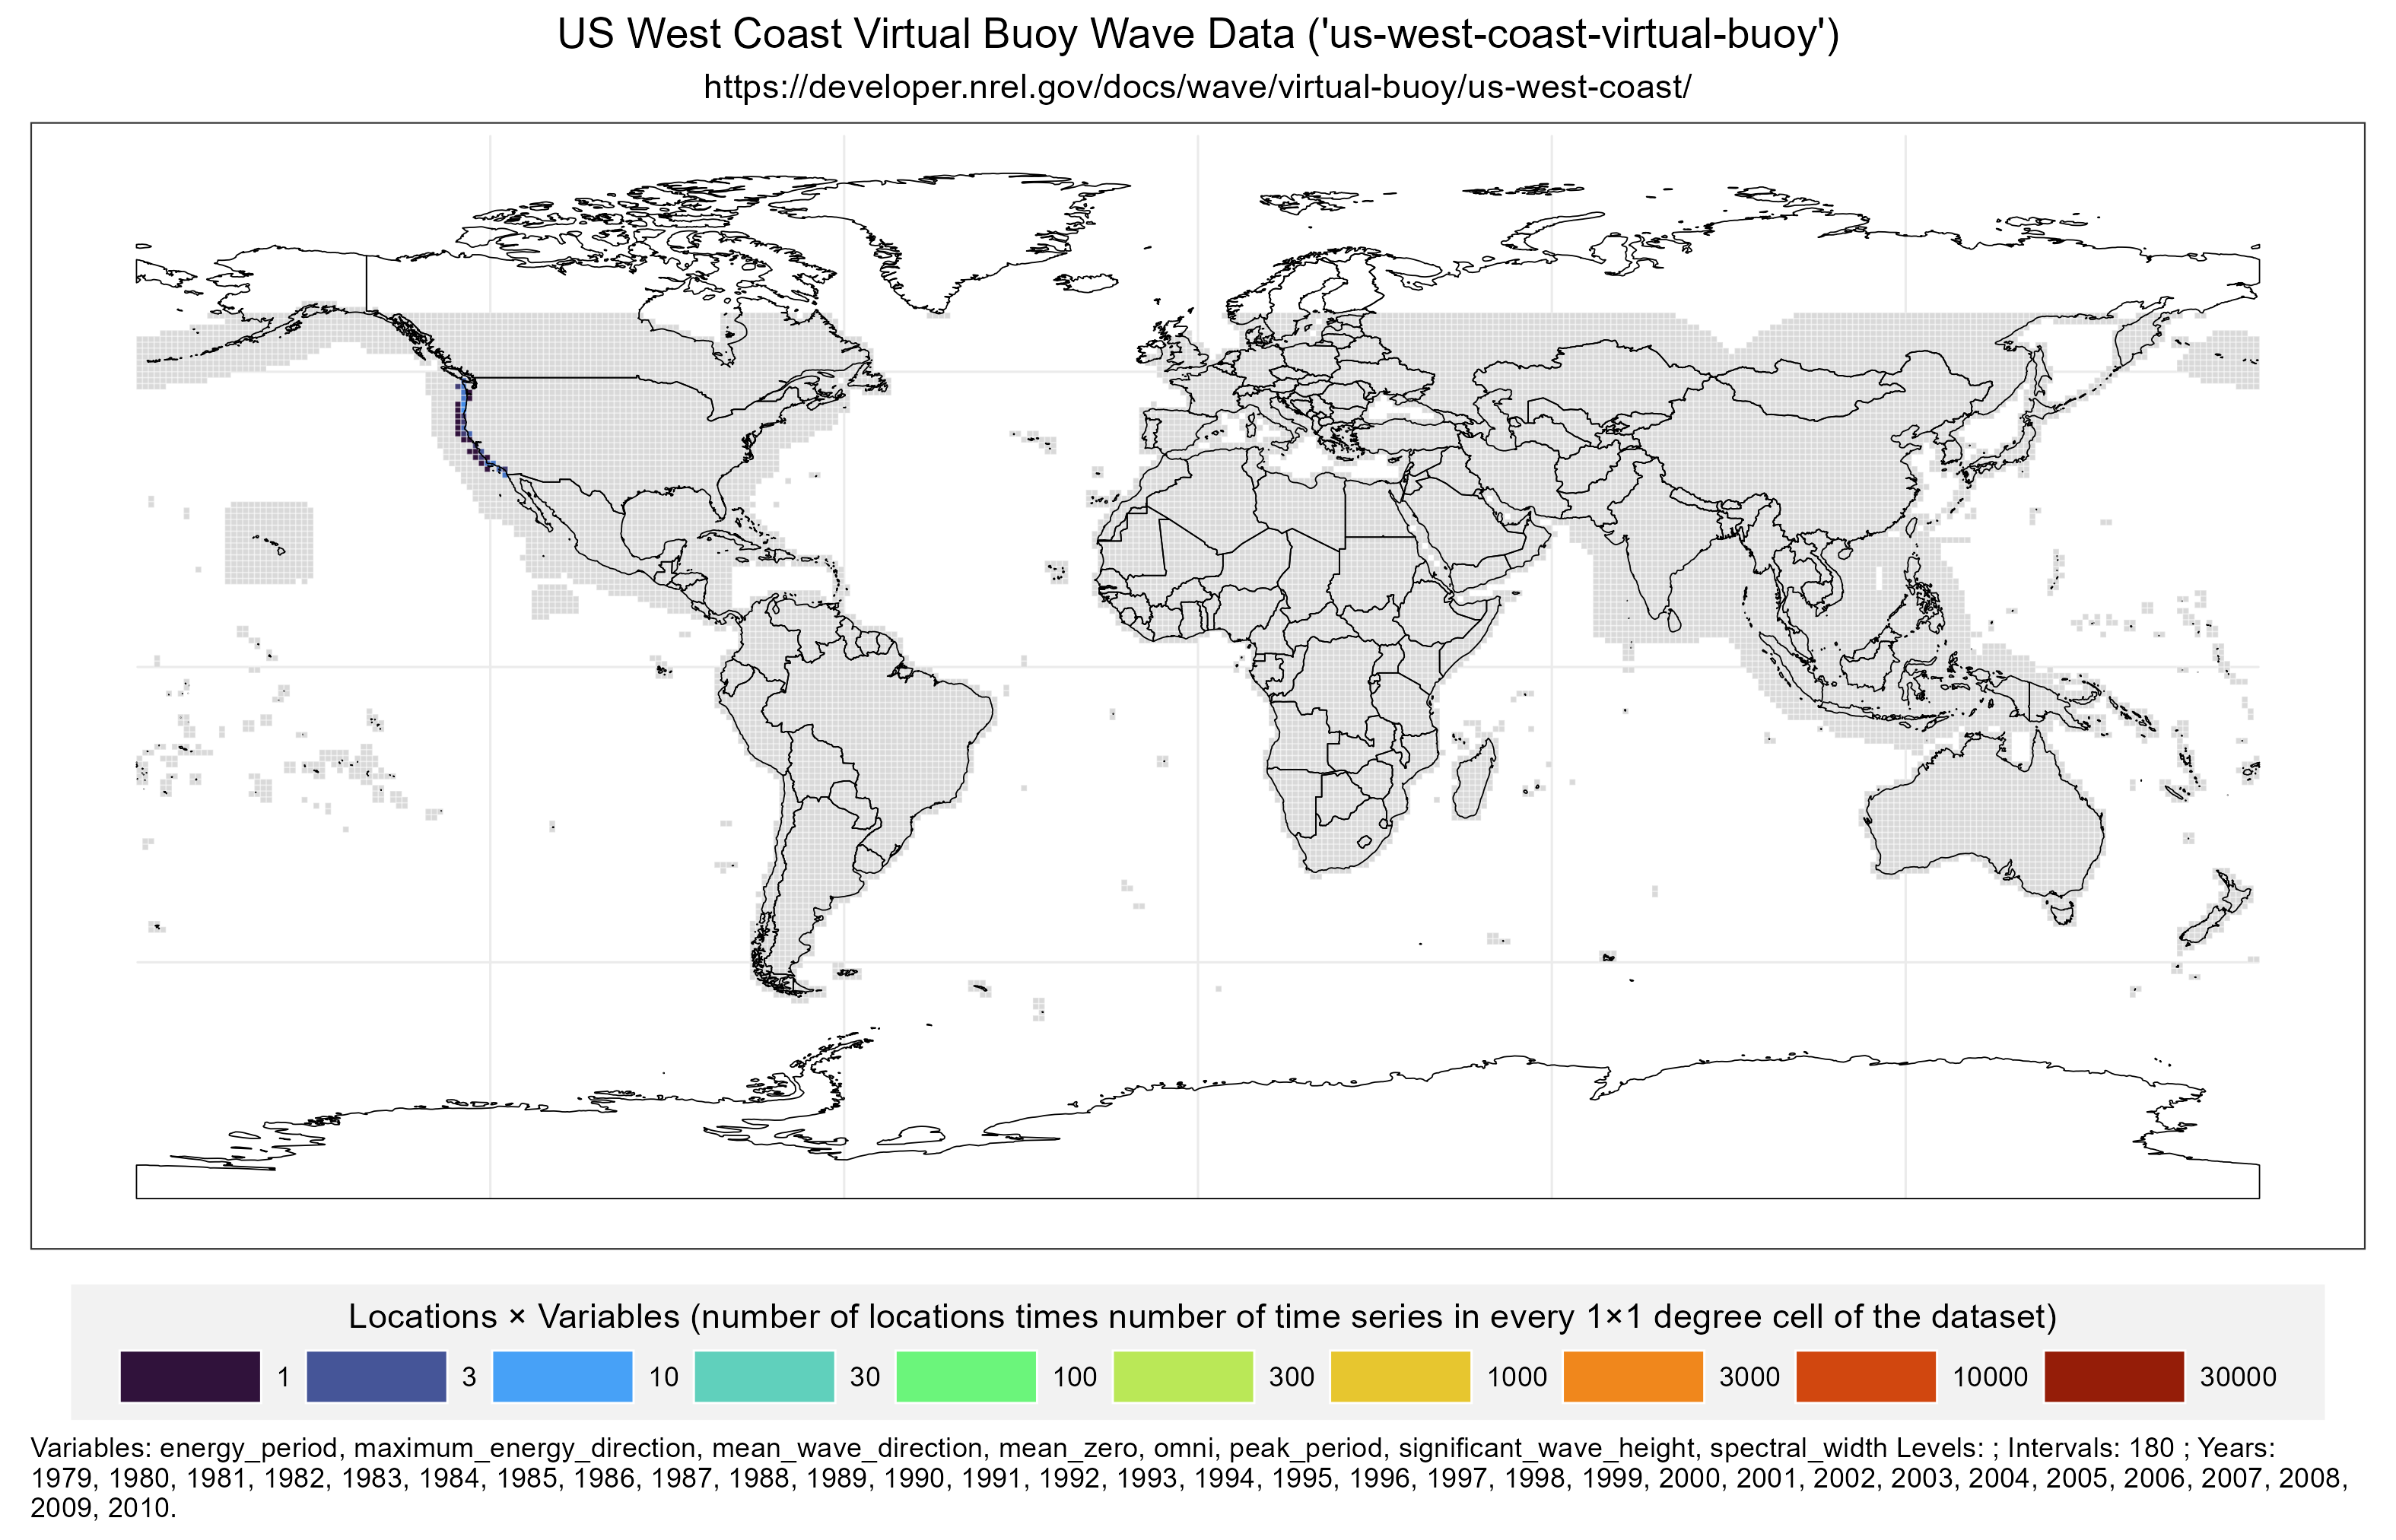 US West Coast Virtual Buoy Wave Data ('us-west-coast-virtual-buoy')
https://developer.nrel.gov/docs/wave/virtual-buoy/us-west-coast/
Locations × Variables (number of locations times number of time series in every 1×1 degree cell of the dataset)
1 3 10 30 100 300 1000 3000 10000 30000
Variables: energy_period, maximum_energy_direction, mean_wave_direction, mean_zero, omni, peak_period, significant_wave_height, spectral_width Levels: ; Intervals: 180 ; Years:
1979, 1980, 1981, 1982, 1983, 1984, 1985, 1986, 1987, 1988, 1989, 1990, 1991, 1992, 1993, 1994, 1995, 1996, 1997, 1998, 1999, 2000, 2001, 2002, 2003, 2004, 2005, 2006, 2007, 2008,
2009, 2010.